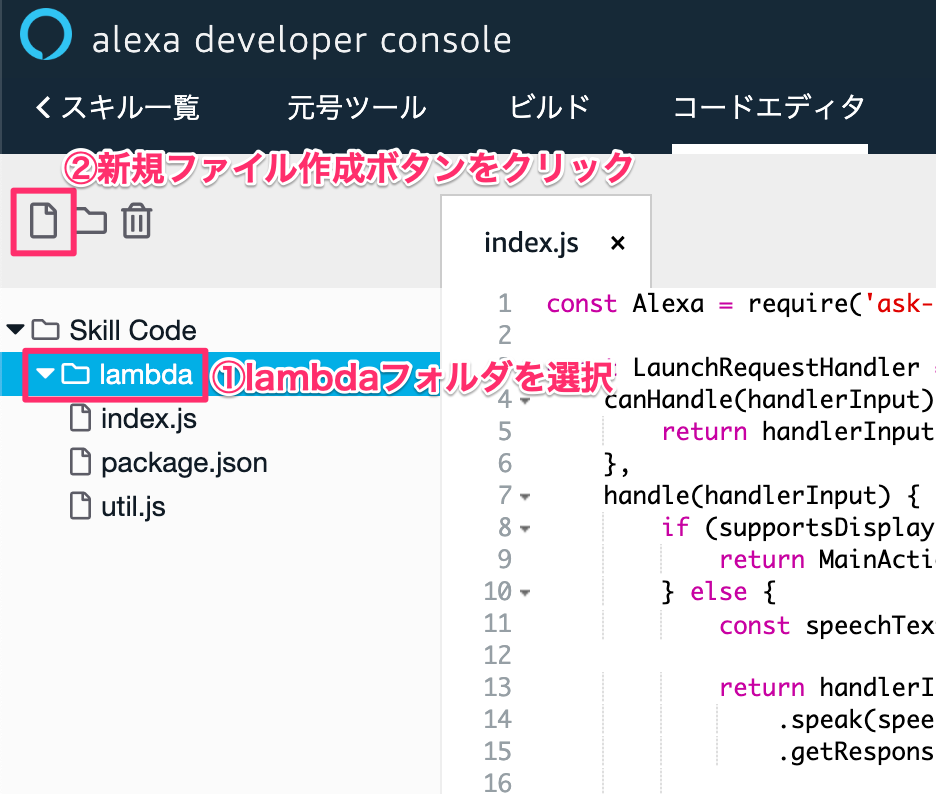 alexa developer console
スキル一覧 元号ツール ビルド コードエディタ
②新規ファイル作成ボタンをクリック
index.js ×
Skill Code
lambda
①lambdaフォルダを選択
index.js
package.json
util.js
1 const Alexa = require('ask-
2
LaunchRequestHandler =
4 canHandle(handlerInput)
5 return handlerInput
6 },
7 handle(handlerInput) {
8 if (supportsDisplay
9 return MainActi
10 } else {
11 const speechTex
12
13 return handlerI
14 .speak(spee
15 .getRespons
16